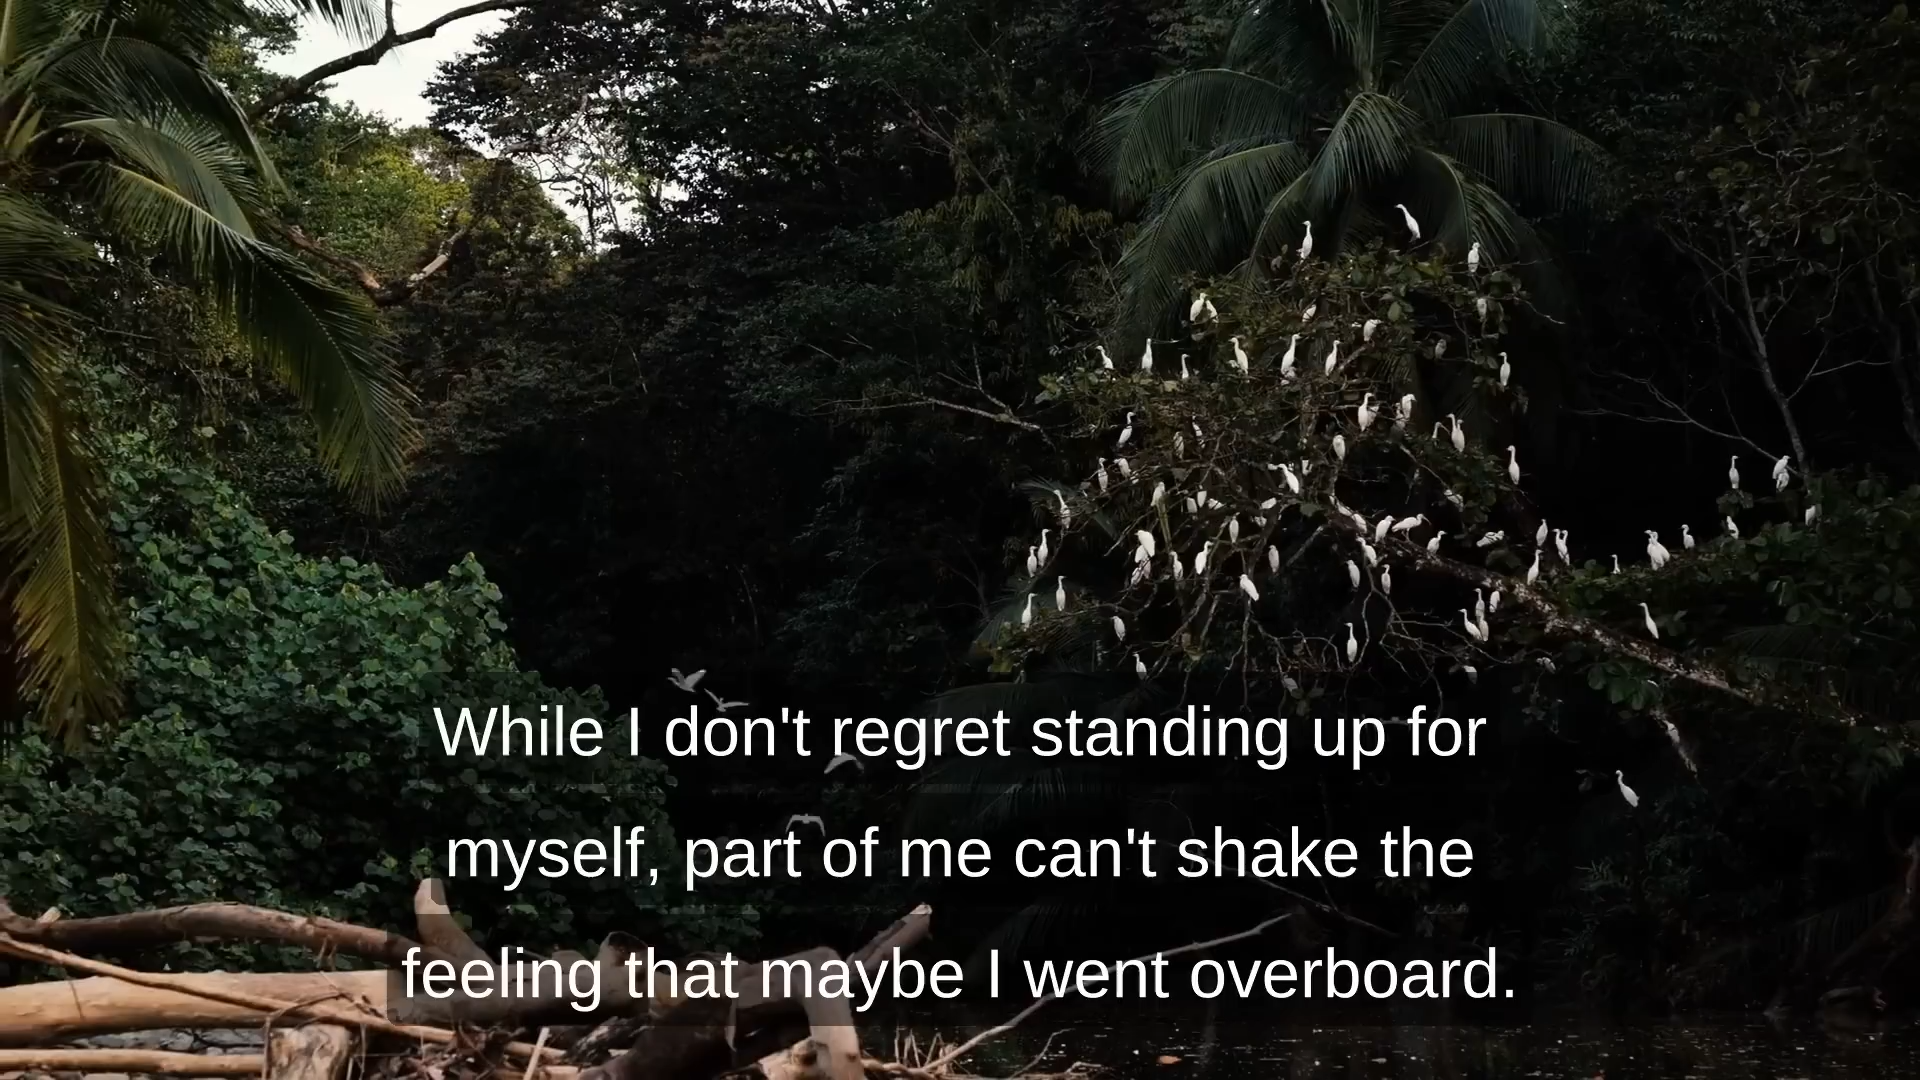 While I don't regret standing up for
myself, part of me can't shake the
feeling that maybe I went overboard.